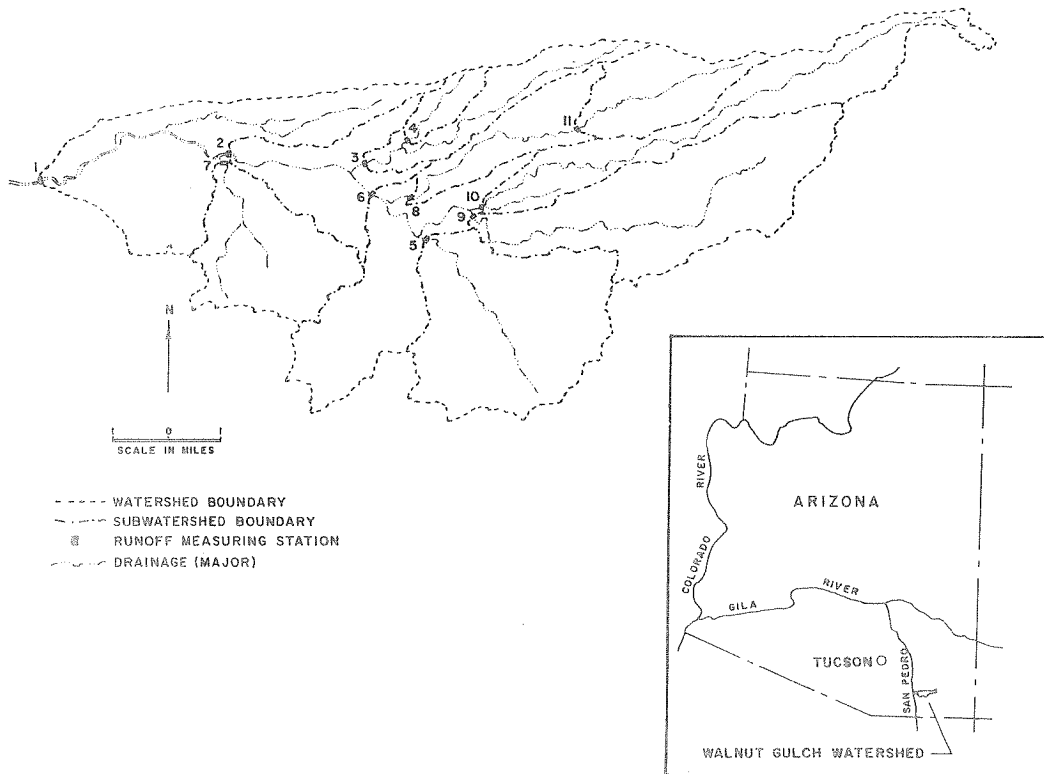 11
4
2
3
1
7
10
6
8
9
5
N
1 0 1
SCALE IN MILES
WATERSHED BOUNDARY
SUBWATERSHED BOUNDARY
RUNOFF MEASURING STATION
DRAINAGE (MAJOR)
COLORADO RIVER
ARIZONA
GILA RIVER
TUCSON
SAN PEDRO
WALNUT GULCH WATERSHED